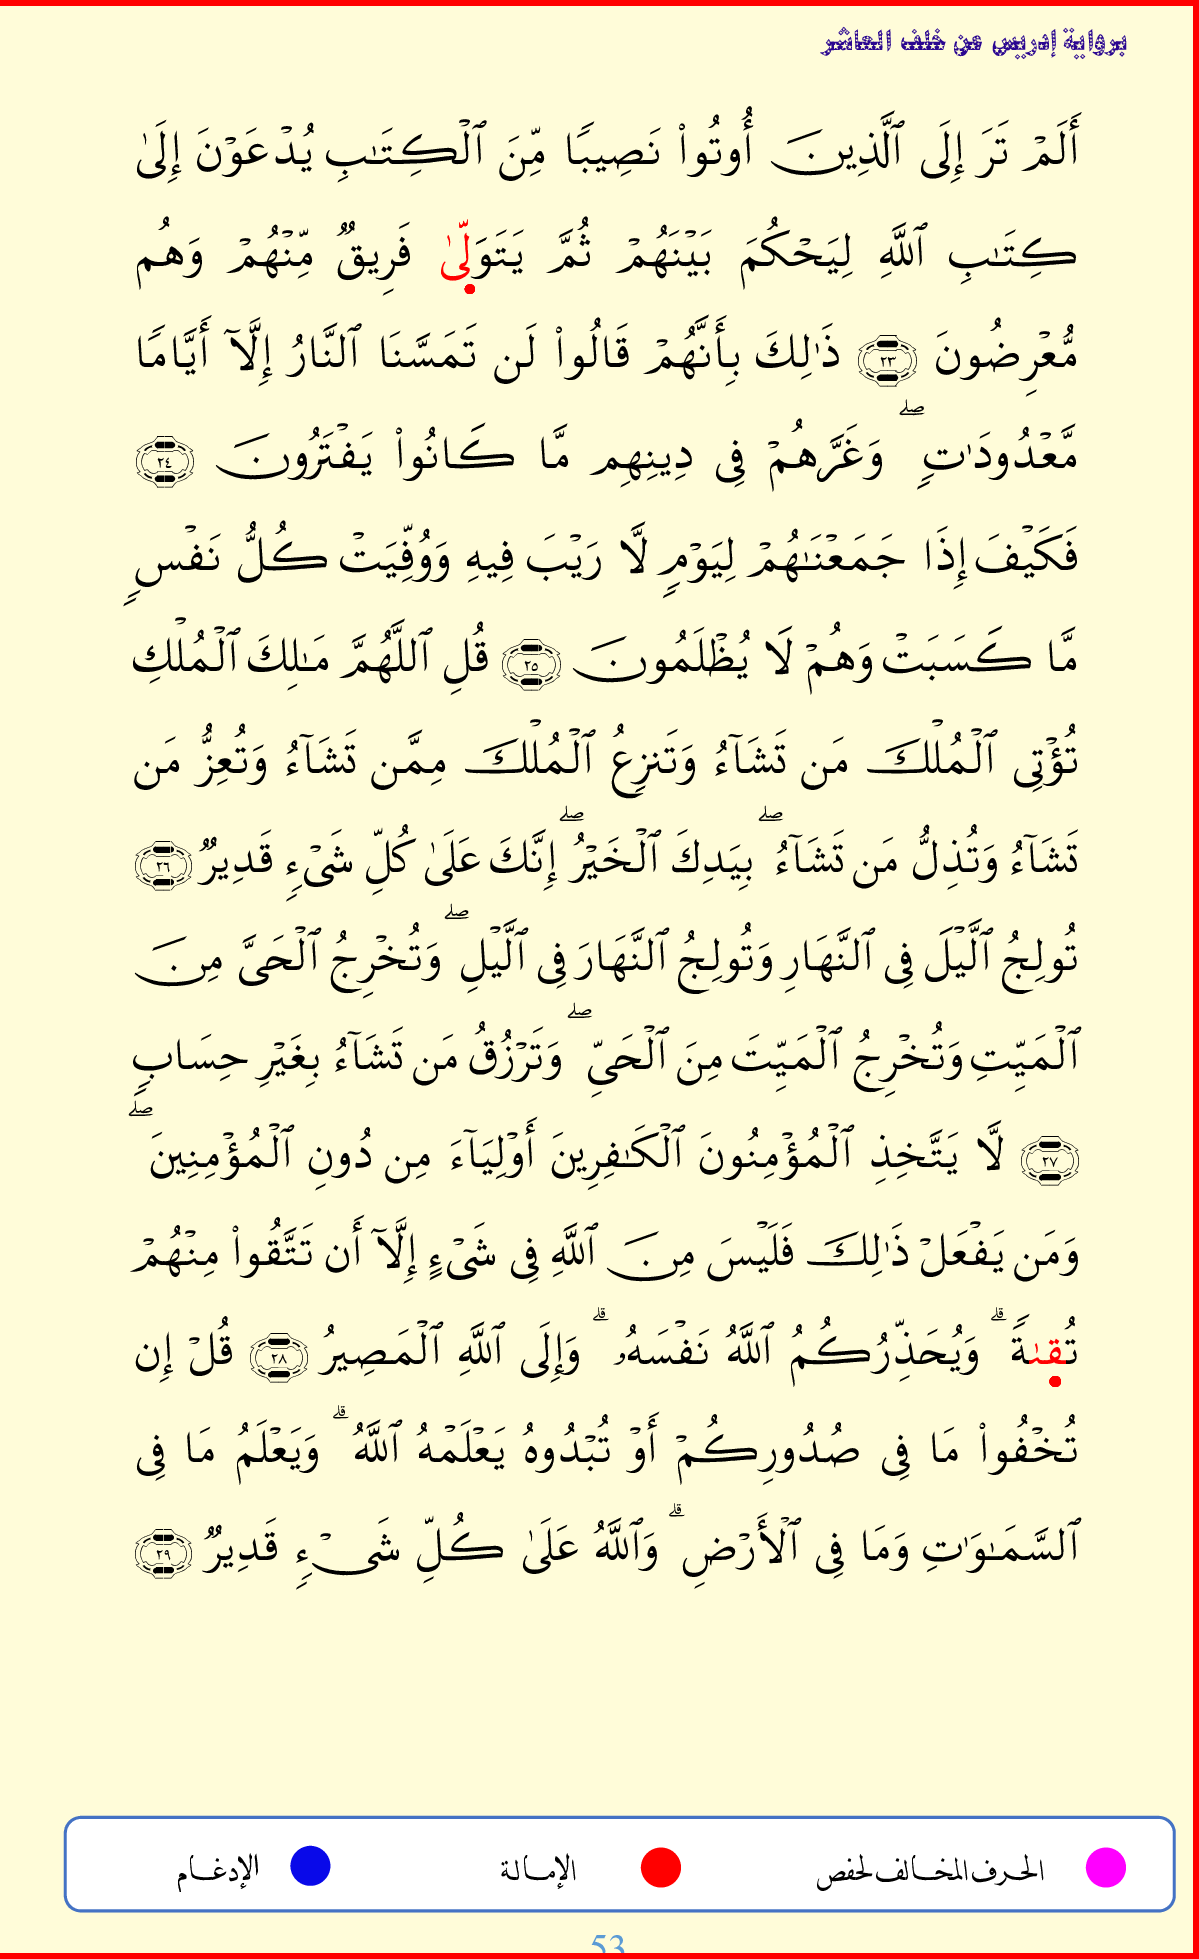 برواية إدريس عن خلف العاشر
أَلَمۡ تَرَ إِلَى ٱلَّذِينَ أُوتُواْ نَصِيبٗا مِّنَ ٱلۡكِتَٰبِ يُدۡعَوۡنَ إِلَىٰ
كِتَٰبِ ٱللَّهِ لِيَحۡكُمَ بَيۡنَهُمۡ ثُمَّ يَتَوَلّىٰ فَرِيقٞ مِّنۡهُمۡ وَهُم
مُّعۡرِضُونَ ٢٣ ذَٰلِكَ بِأَنَّهُمۡ قَالُواْ لَن تَمَسَّنَا ٱلنَّارُ إِلَّآ أَيَّامٗا
مَّعۡدُودَٰتٖۖ وَغَرَّهُمۡ فِي دِينِهِم مَّا كَانُواْ يَفۡتَرُونَ ٢٤
فَكَيۡفَ إِذَا جَمَعۡنَٰهُمۡ لِيَوۡمٖ لَّا رَيۡبَ فِيهِ وَوُفِّيَتۡ كُلُّ نَفۡسٖ
مَّا كَسَبَتۡ وَهُمۡ لَا يُظۡلَمُونَ ٢٥ قُلِ ٱللَّهُمَّ مَٰلِكَ ٱلۡمُلۡكِ
تُؤۡتِي ٱلۡمُلۡكَ مَن تَشَآءُ وَتَنزِعُ ٱلۡمُلۡكَ مِمَّن تَشَآءُ وَتُعِزُّ مَن
تَشَآءُ وَتُذِلُّ مَن تَشَآءُۖ بِيَدِكَ ٱلۡخَيۡرُۖ إِنَّكَ عَلَىٰ كُلِّ شَيۡءٖ قَدِيرٞ ٢٦
تُولِجُ ٱلَّيۡلَ فِي ٱلنَّهَارِ وَتُولِجُ ٱلنَّهَارَ فِي ٱلَّيۡلِۖ وَتُخۡرِجُ ٱلۡحَيَّ مِنَ
ٱلۡمَيِّتِ وَتُخۡرِجُ ٱلۡمَيِّتَ مِنَ ٱلۡحَيِّۖ وَتَرۡزُقُ مَن تَشَآءُ بِغَيۡرِ حِسَابٖ
٢٧ لَّا يَتَّخِذِ ٱلۡمُؤۡمِنُونَ ٱلۡكَٰفِرِينَ أَوۡلِيَآءَ مِن دُونِ ٱلۡمُؤۡمِنِينَۖ
وَمَن يَفۡعَلۡ ذَٰلِكَ فَلَيۡسَ مِنَ ٱللَّهِ فِي شَيۡءٍ إِلَّآ أَن تَتَّقُواْ مِنۡهُمۡ
تُقىٰةٗۗ وَيُحَذِّرُكُمُ ٱللَّهُ نَفۡسَهُۥۗ وَإِلَى ٱللَّهِ ٱلۡمَصِيرُ ٢٨ قُلۡ إِن
تُخۡفُواْ مَا فِي صُدُورِكُمۡ أَوۡ تُبۡدُوهُ يَعۡلَمۡهُ ٱللَّهُۗ وَيَعۡلَمُ مَا فِي
ٱلسَّمَٰوَٰتِ وَمَا فِي ٱلۡأَرۡضِۗ وَٱللَّهُ عَلَىٰ كُلِّ شَيۡءٖ قَدِيرٞ ٢٩
الحرف المخالف لحفص الإمالة الإدغام
53